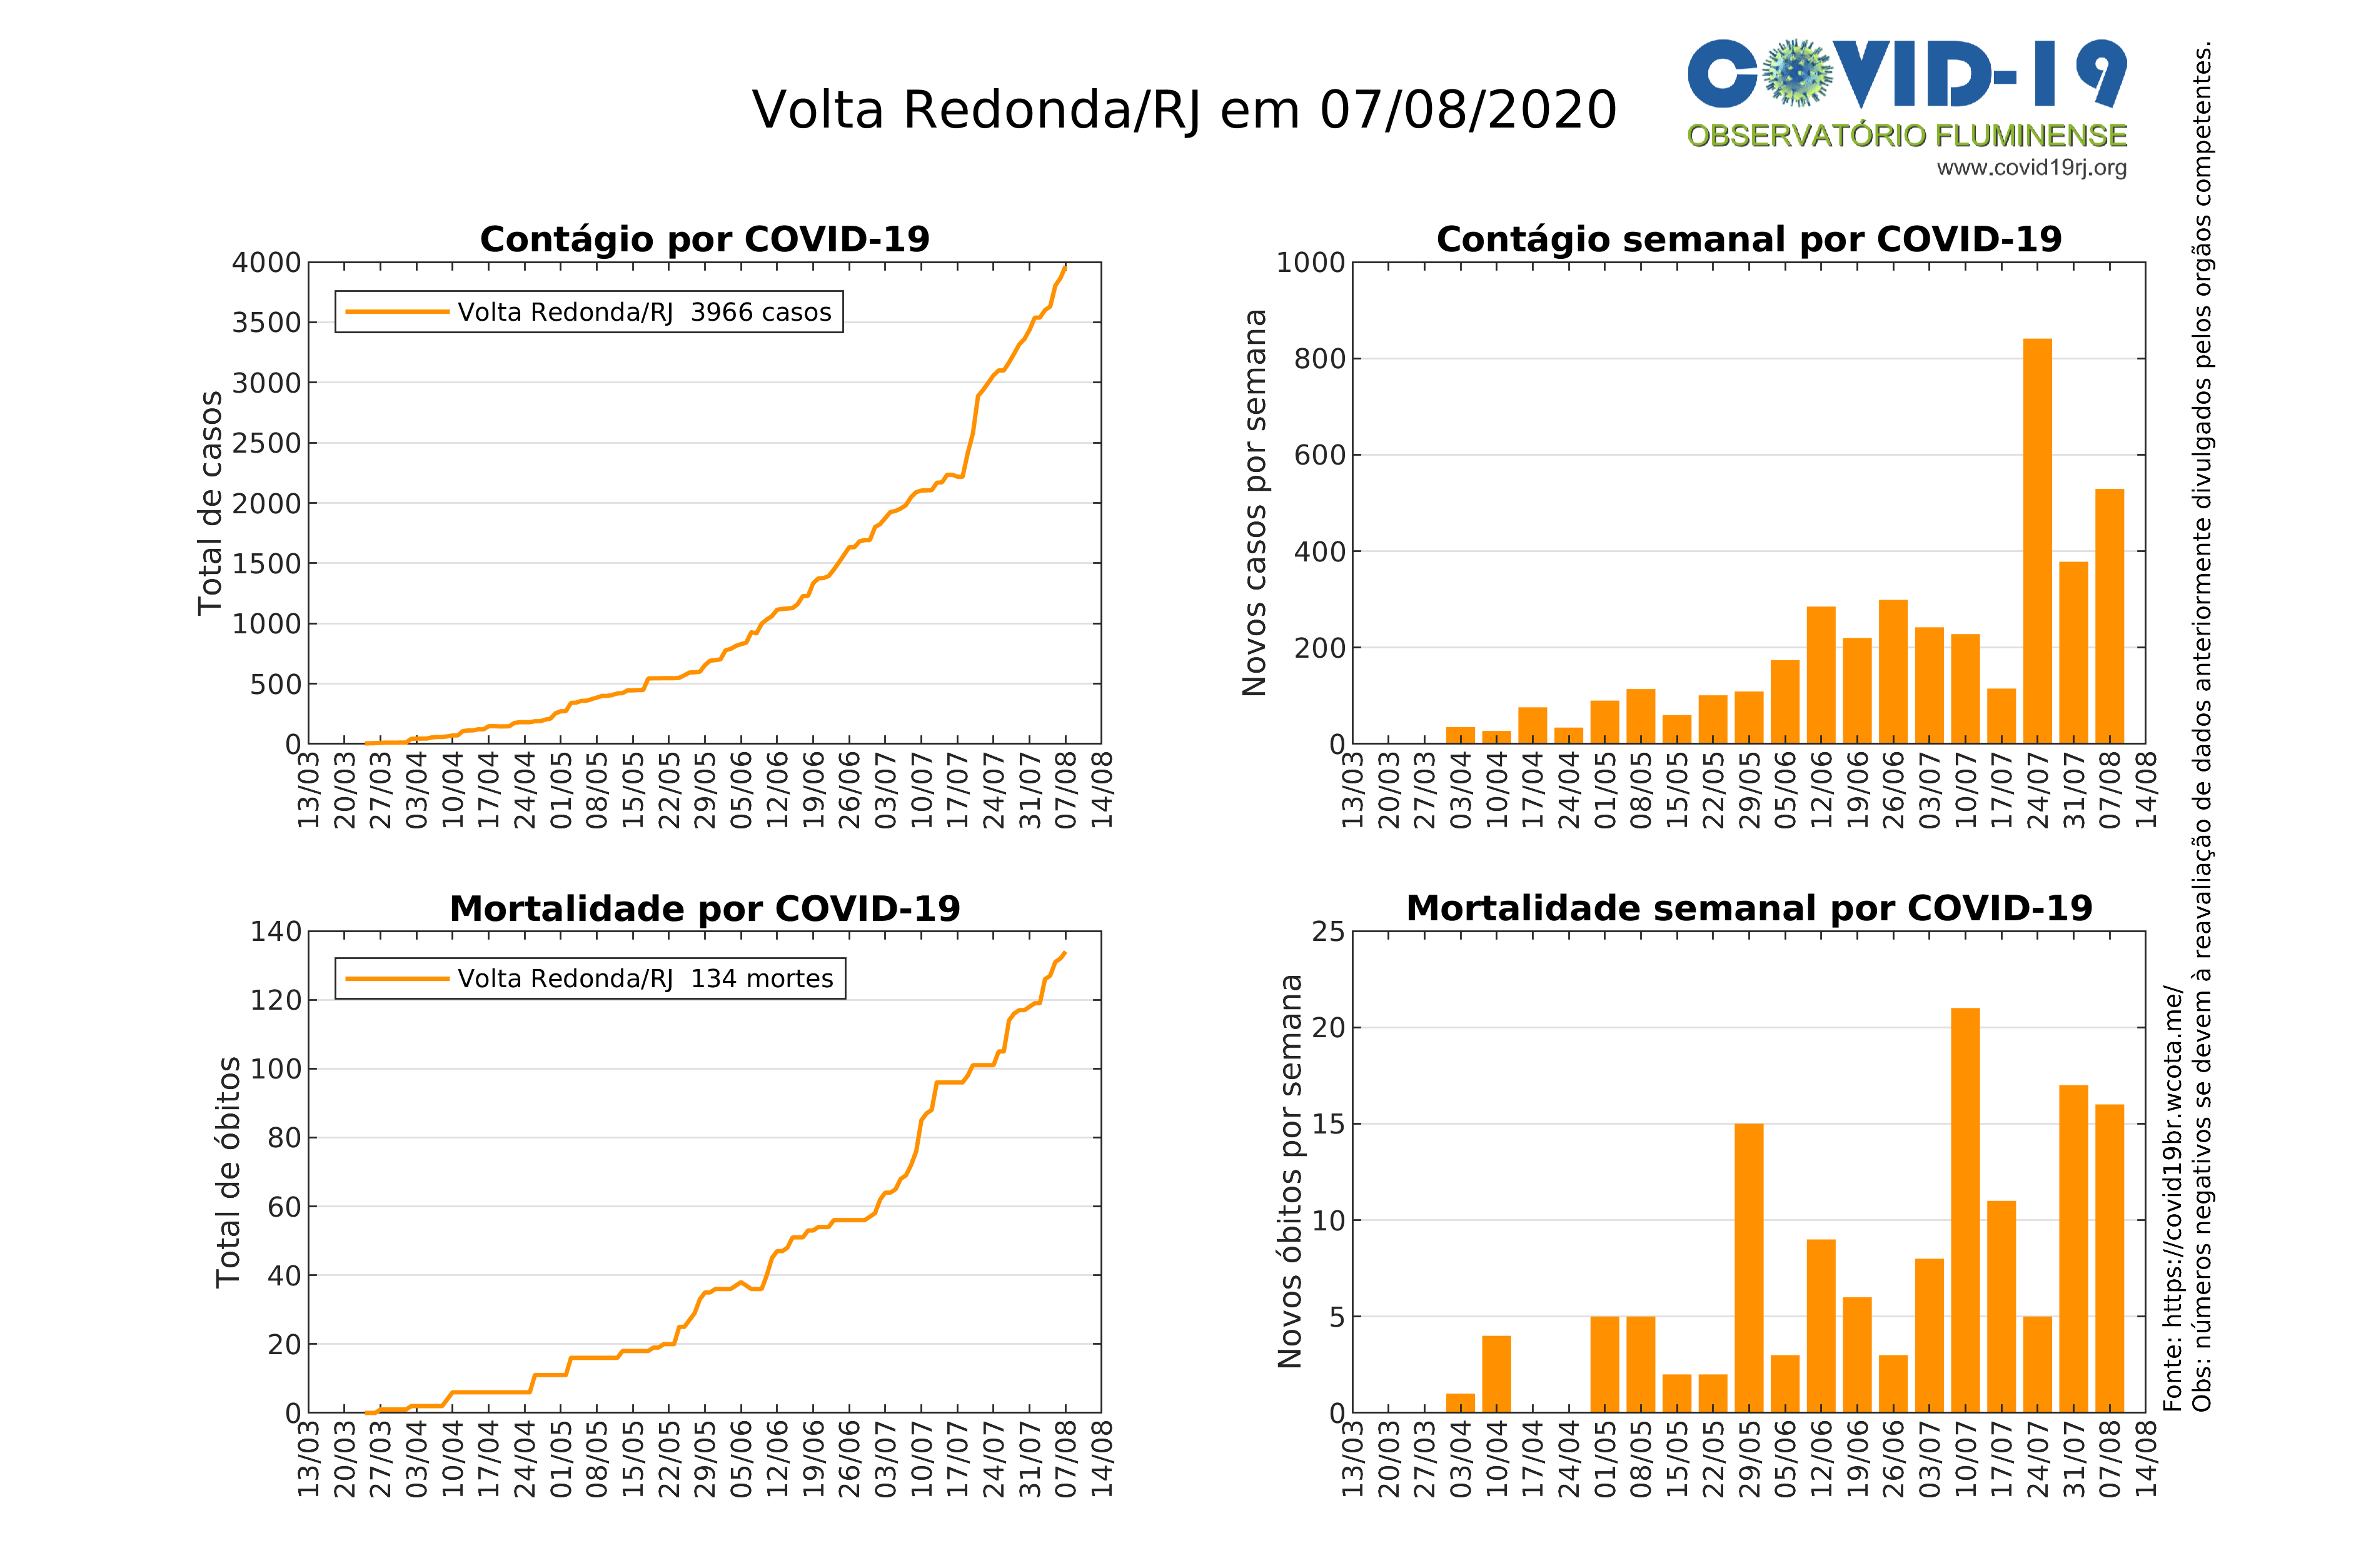 Volta Redonda/RJ em 07/08/2020
COVID-19
OBSERVATÓRIO FLUMINENSE
www.covid19rj.org
Contágio por COVID-19
Total de casos
4000
3500
3000
2500
2000
1500
1000
500
0
Volta Redonda/RJ 3966 casos
13/03 20/03 27/03 03/04 10/04 17/04 24/04 01/05 08/05 15/05 22/05 29/05 05/06 12/06 19/06 26/06 03/07 10/07 17/07 24/07 31/07 07/08 14/08
Contágio semanal por COVID-19
Novos casos por semana
1000
800
600
400
200
0
13/03 20/03 27/03 03/04 10/04 17/04 24/04 01/05 08/05 15/05 22/05 29/05 05/06 12/06 19/06 26/06 03/07 10/07 17/07 24/07 31/07 07/08 14/08
Mortalidade por COVID-19
Total de óbitos
140
120
100
80
60
40
20
0
Volta Redonda/RJ 134 mortes
13/03 20/03 27/03 03/04 10/04 17/04 24/04 01/05 08/05 15/05 22/05 29/05 05/06 12/06 19/06 26/06 03/07 10/07 17/07 24/07 31/07 07/08 14/08
Mortalidade semanal por COVID-19
Novos óbitos por semana
25
20
15
10
5
0
13/03 20/03 27/03 03/04 10/04 17/04 24/04 01/05 08/05 15/05 22/05 29/05 05/06 12/06 19/06 26/06 03/07 10/07 17/07 24/07 31/07 07/08 14/08
Fonte: https://covid19br.wcota.me/
Obs: números negativos se devem à reavaliação de dados anteriormente divulgados pelos orgãos competentes.